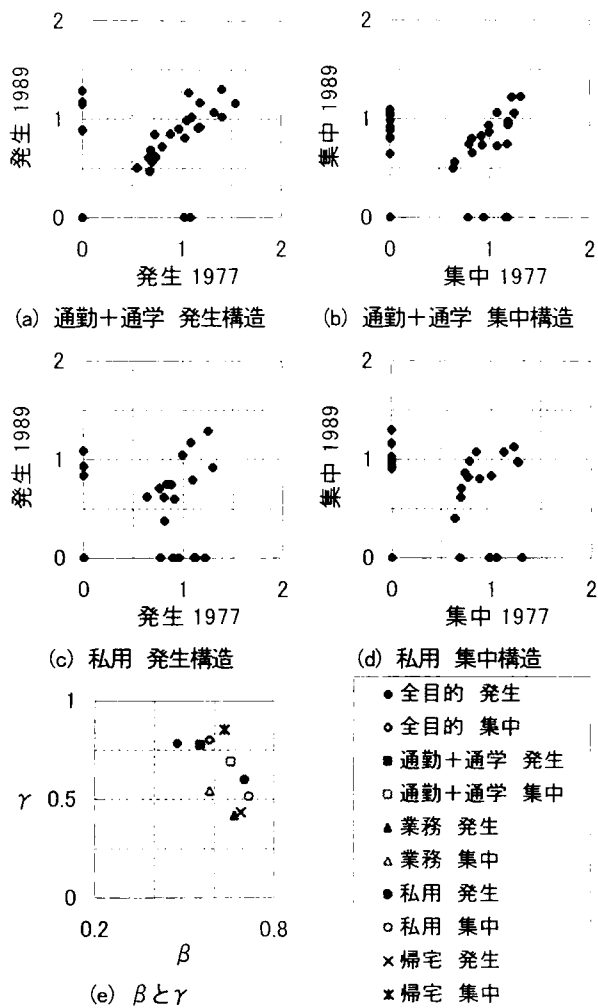 2
2
発生 1989
1
集中 1989
1
0
0
0
1
2
0
1
2
発生 1977
集中 1977
(a) 通勤+通学 発生構造
(b) 通勤+通学 集中構造
2
2
発生 1989
1
集中 1989
1
0
0
0
1
2
0
1
2
発生 1977
集中 1977
(c) 私用 発生構造
(d) 私用 集中構造
1
γ
0.5
0
0.2
0.8
β
(e) βとγ
全目的 発生
全目的 集中
通勤+通学 発生
通勤+通学 集中
業務 発生
業務 集中
私用 発生
私用 集中
帰宅 発生
帰宅 集中